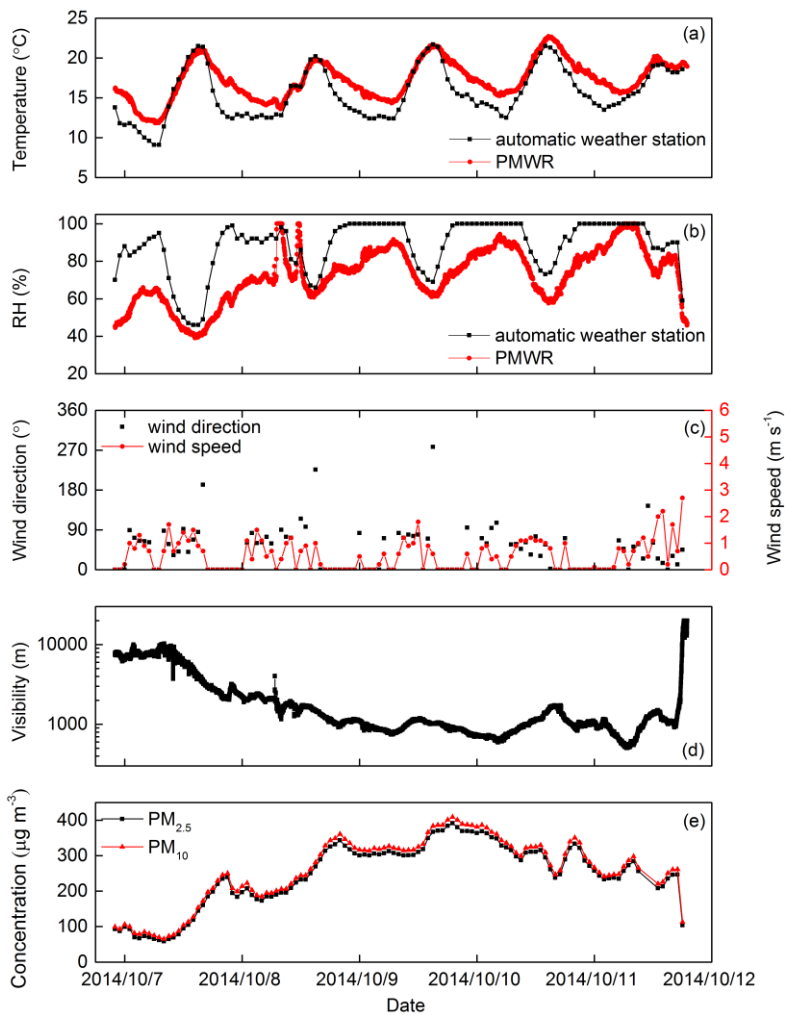 (a)
25
20
15
10
5
Temperature (°C)
automatic weather station
PMWR
(b)
100
80
60
40
20
RH (%)
automatic weather station
PMWR
(c)
360
270
180
90
0
Wind direction (°)
wind direction
wind speed
6
5
4
3
2
1
0
Wind speed (m s⁻¹)
10000
1000
Visibility (m)
(d)
(e)
400
300
200
100
0
Concentration (μg m⁻³)
PM₂.₅
PM₁₀
2014/10/7 2014/10/8 2014/10/9 2014/10/10 2014/10/11 2014/10/12
Date